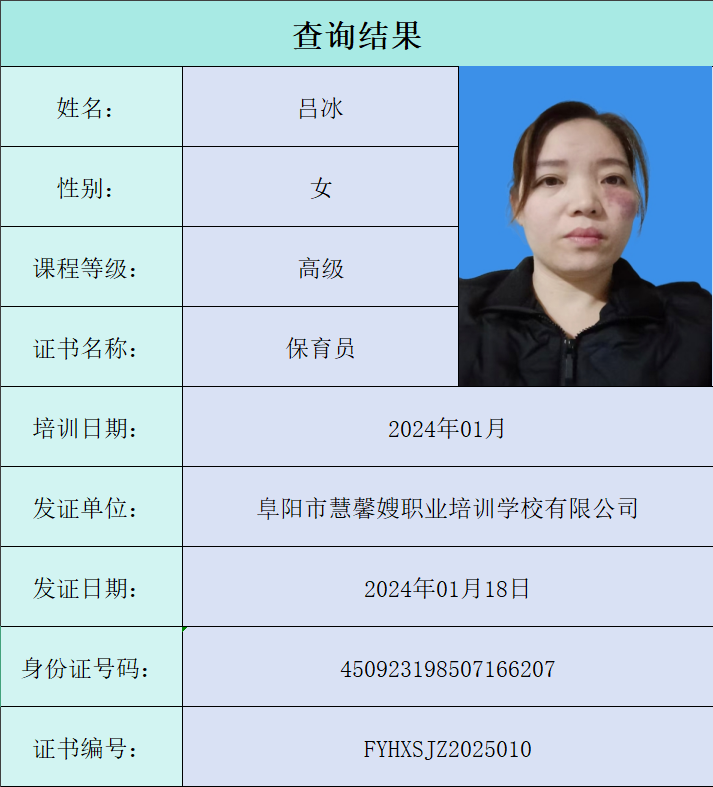 查询结果
姓名： 吕冰
性别： 女
课程等级： 高级
证书名称： 保育员
培训日期： 2024年01月
发证单位： 阜阳市慧馨嫂职业培训学校有限公司
发证日期： 2024年01月18日
身份证号码： 450923198507166207
证书编号： FYHXSJZ2025010